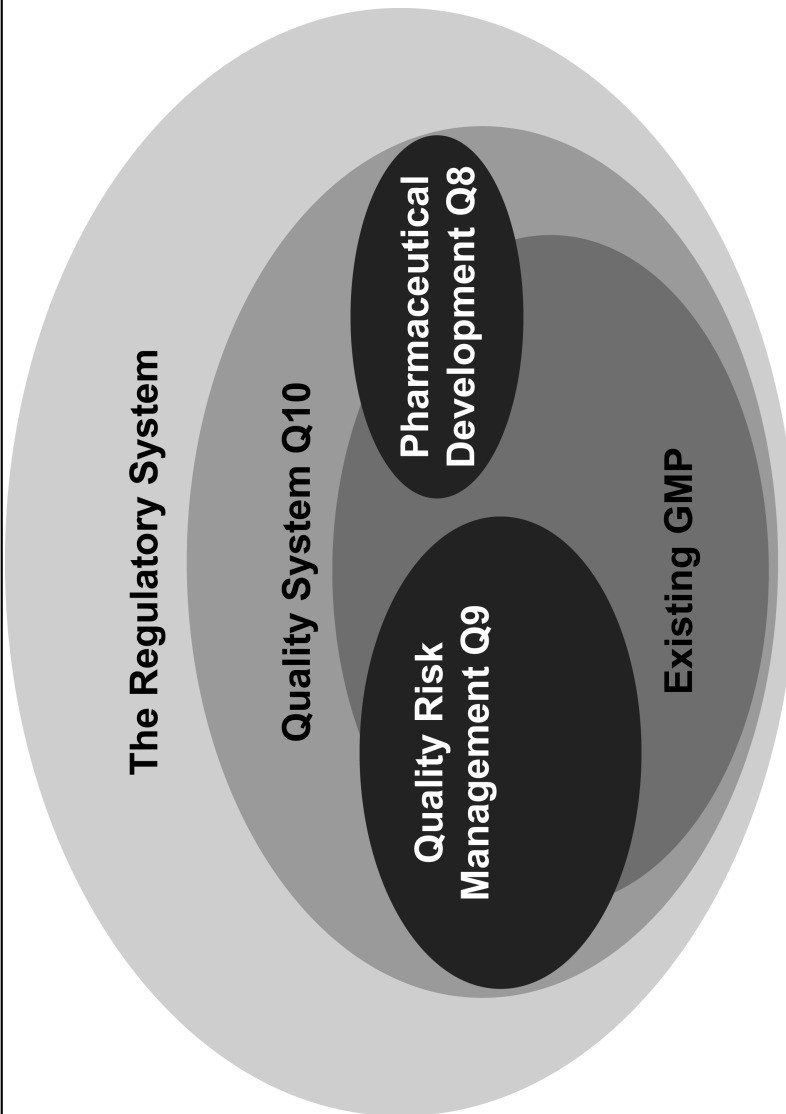 The Regulatory System
Quality System Q10
Quality Risk
Management Q9
Pharmaceutical
Development Q8
Existing GMP